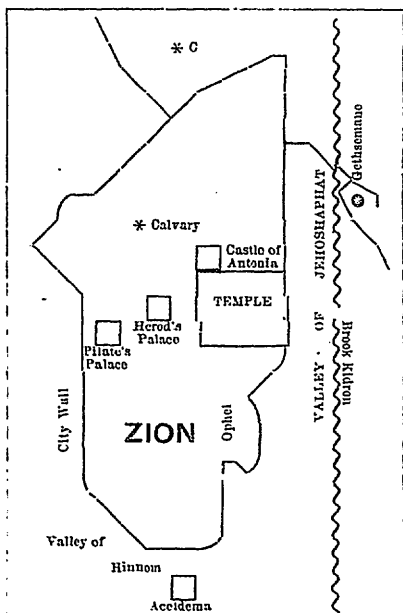 * C
Gethsemane
* Calvary
Castle of
Antonia
VALLEY · OF JEHOSHAPHAT
TEMPLE
Herod's
Palace
Pilate's
Palace
Brook Kidron
City Wall
ZION
Ophel
Valley of
Hinnom
Accldema